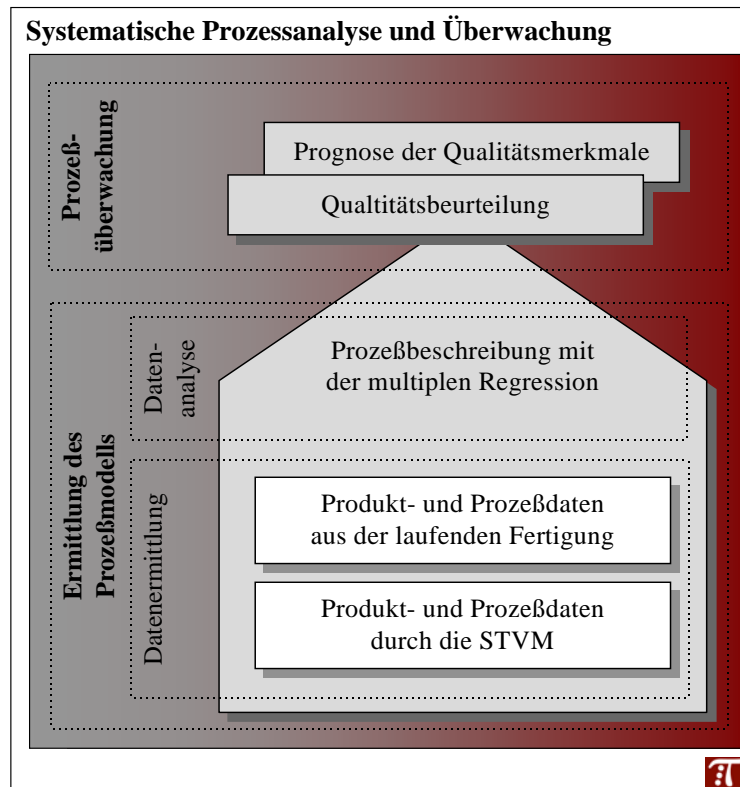 Systematische Prozessanalyse und Überwachung
Prozeß-
überwachung
Prognose der Qualitätsmerkmale
Qualtitätsbeurteilung
Ermittlung des
Prozeßmodells
Daten-
analyse
Prozeßbeschreibung mit
der multiplen Regression
Datenermittlung
Produkt- und Prozeßdaten
aus der laufenden Fertigung
Produkt- und Prozeßdaten
durch die STVM